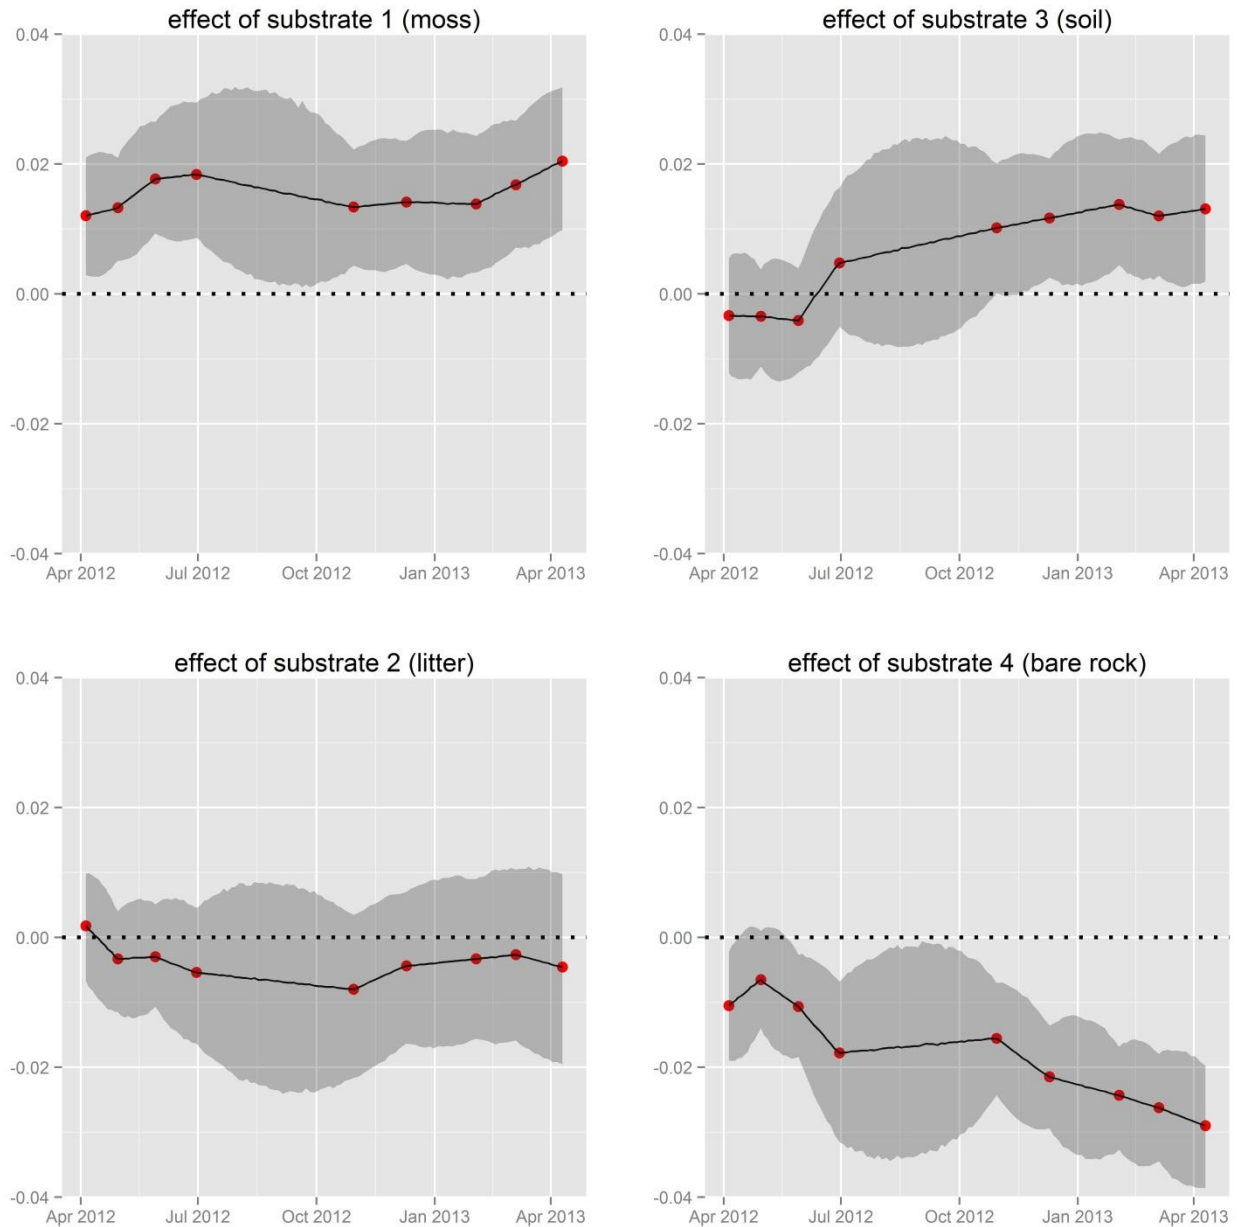 effect of substrate 1 (moss)
0.04
0.02
0.00
-0.02
-0.04
Apr 2012 Jul 2012 Oct 2012 Jan 2013 Apr 2013
effect of substrate 3 (soil)
0.04
0.02
0.00
-0.02
-0.04
Apr 2012 Jul 2012 Oct 2012 Jan 2013 Apr 2013
effect of substrate 2 (litter)
0.04
0.02
0.00
-0.02
-0.04
Apr 2012 Jul 2012 Oct 2012 Jan 2013 Apr 2013
effect of substrate 4 (bare rock)
0.04
0.02
0.00
-0.02
-0.04
Apr 2012 Jul 2012 Oct 2012 Jan 2013 Apr 2013